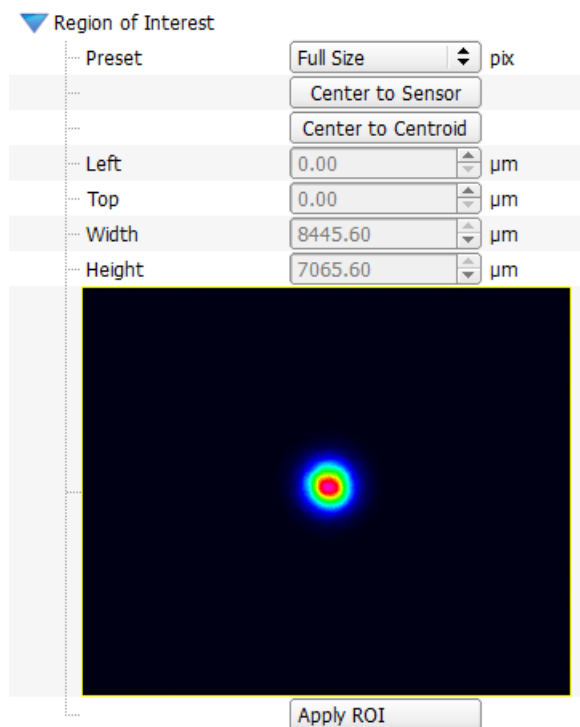 Region of Interest
Preset Full Size pix
Center to Sensor
Center to Centroid
Left 0.00 µm
Top 0.00 µm
Width 8445.60 µm
Height 7065.60 µm
Apply ROI